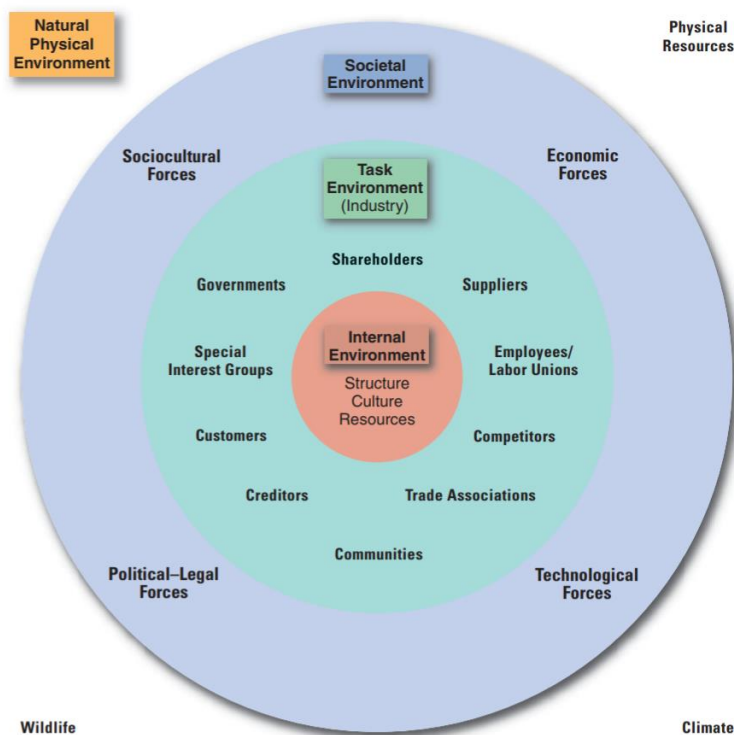 Natural
Physical
Environment
Physical
Resources
Societal
Environment
Sociocultural
Forces
Economic
Forces
Task
Environment
(Industry)
Shareholders
Governments
Suppliers
Internal
Environment
Structure
Culture
Resources
Special
Interest Groups
Employees/
Labor Unions
Customers
Competitors
Creditors
Trade Associations
Communities
Political–Legal
Forces
Technological
Forces
Wildlife
Climate